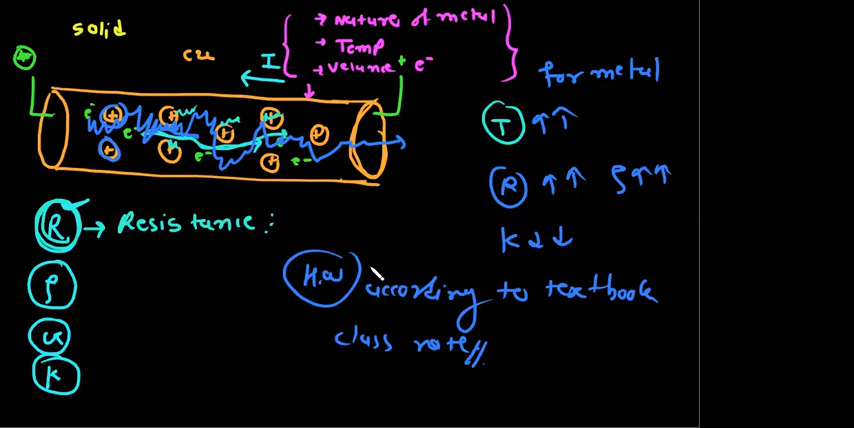 solid
cu
→ Nature of metal
→ Temp
→ Volume
+ e-
I
for metal
T ↑↑
R ↑↑ ρ↑↑
K ↓ ↓
e-
e-
e-
e-
+
+
+
+
+
+
+
R → Resistance :
ρ
α
K
H.W according to textbook
class note//